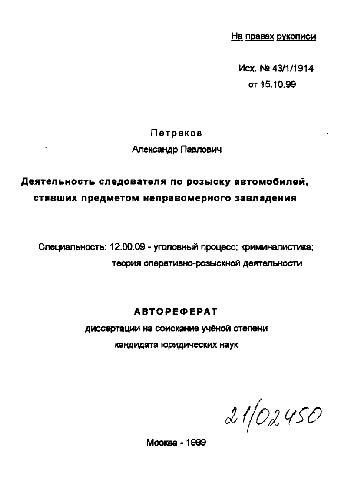 На правах рукописи
Исх. № 43/1/1914
от 15.10.99
Петраков
Александр Павлович
Деятельность следователя по розыску автомобилей,
ставших предметом неправомерного завладения
Специальность: 12.00.09 - уголовный процесс; криминалистика;
теория оперативно-розыскной деятельности
АВТОРЕФЕРАТ
диссертации на соискание учёной степени
кандидата юридических наук
21/02450
Москва - 1999